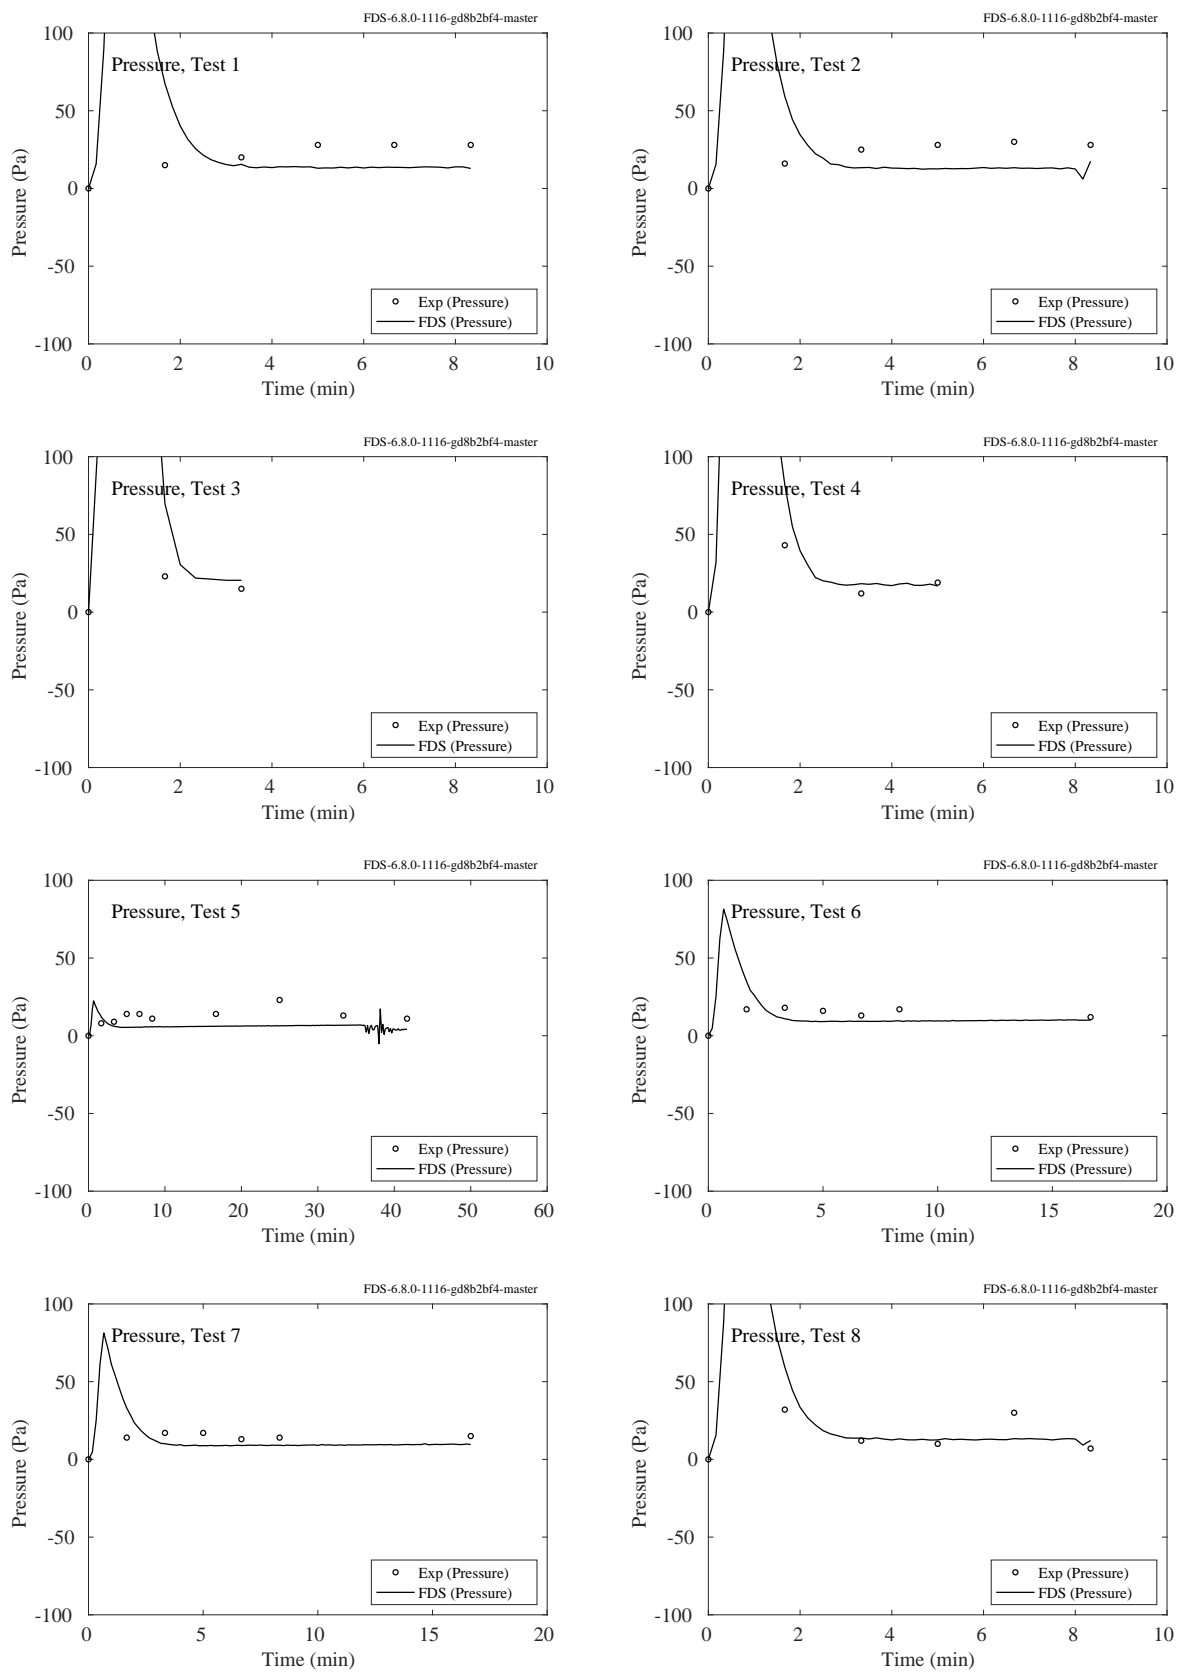 FDS-6.8.0-1116-gd8b2bf4-master
Pressure, Test 1
100
50
0
-50
-100
Pressure (Pa)
Exp (Pressure)
FDS (Pressure)
0 2 4 6 8 10
Time (min)
FDS-6.8.0-1116-gd8b2bf4-master
Pressure, Test 2
100
50
0
-50
-100
Pressure (Pa)
Exp (Pressure)
FDS (Pressure)
0 2 4 6 8 10
Time (min)
FDS-6.8.0-1116-gd8b2bf4-master
Pressure, Test 3
100
50
0
-50
-100
Pressure (Pa)
Exp (Pressure)
FDS (Pressure)
0 2 4 6 8 10
Time (min)
FDS-6.8.0-1116-gd8b2bf4-master
Pressure, Test 4
100
50
0
-50
-100
Pressure (Pa)
Exp (Pressure)
FDS (Pressure)
0 2 4 6 8 10
Time (min)
FDS-6.8.0-1116-gd8b2bf4-master
Pressure, Test 5
100
50
0
-50
-100
Pressure (Pa)
Exp (Pressure)
FDS (Pressure)
0 10 20 30 40 50 60
Time (min)
FDS-6.8.0-1116-gd8b2bf4-master
Pressure, Test 6
100
50
0
-50
-100
Pressure (Pa)
Exp (Pressure)
FDS (Pressure)
0 5 10 15 20
Time (min)
FDS-6.8.0-1116-gd8b2bf4-master
Pressure, Test 7
100
50
0
-50
-100
Pressure (Pa)
Exp (Pressure)
FDS (Pressure)
0 5 10 15 20
Time (min)
FDS-6.8.0-1116-gd8b2bf4-master
Pressure, Test 8
100
50
0
-50
-100
Pressure (Pa)
Exp (Pressure)
FDS (Pressure)
0 2 4 6 8 10
Time (min)